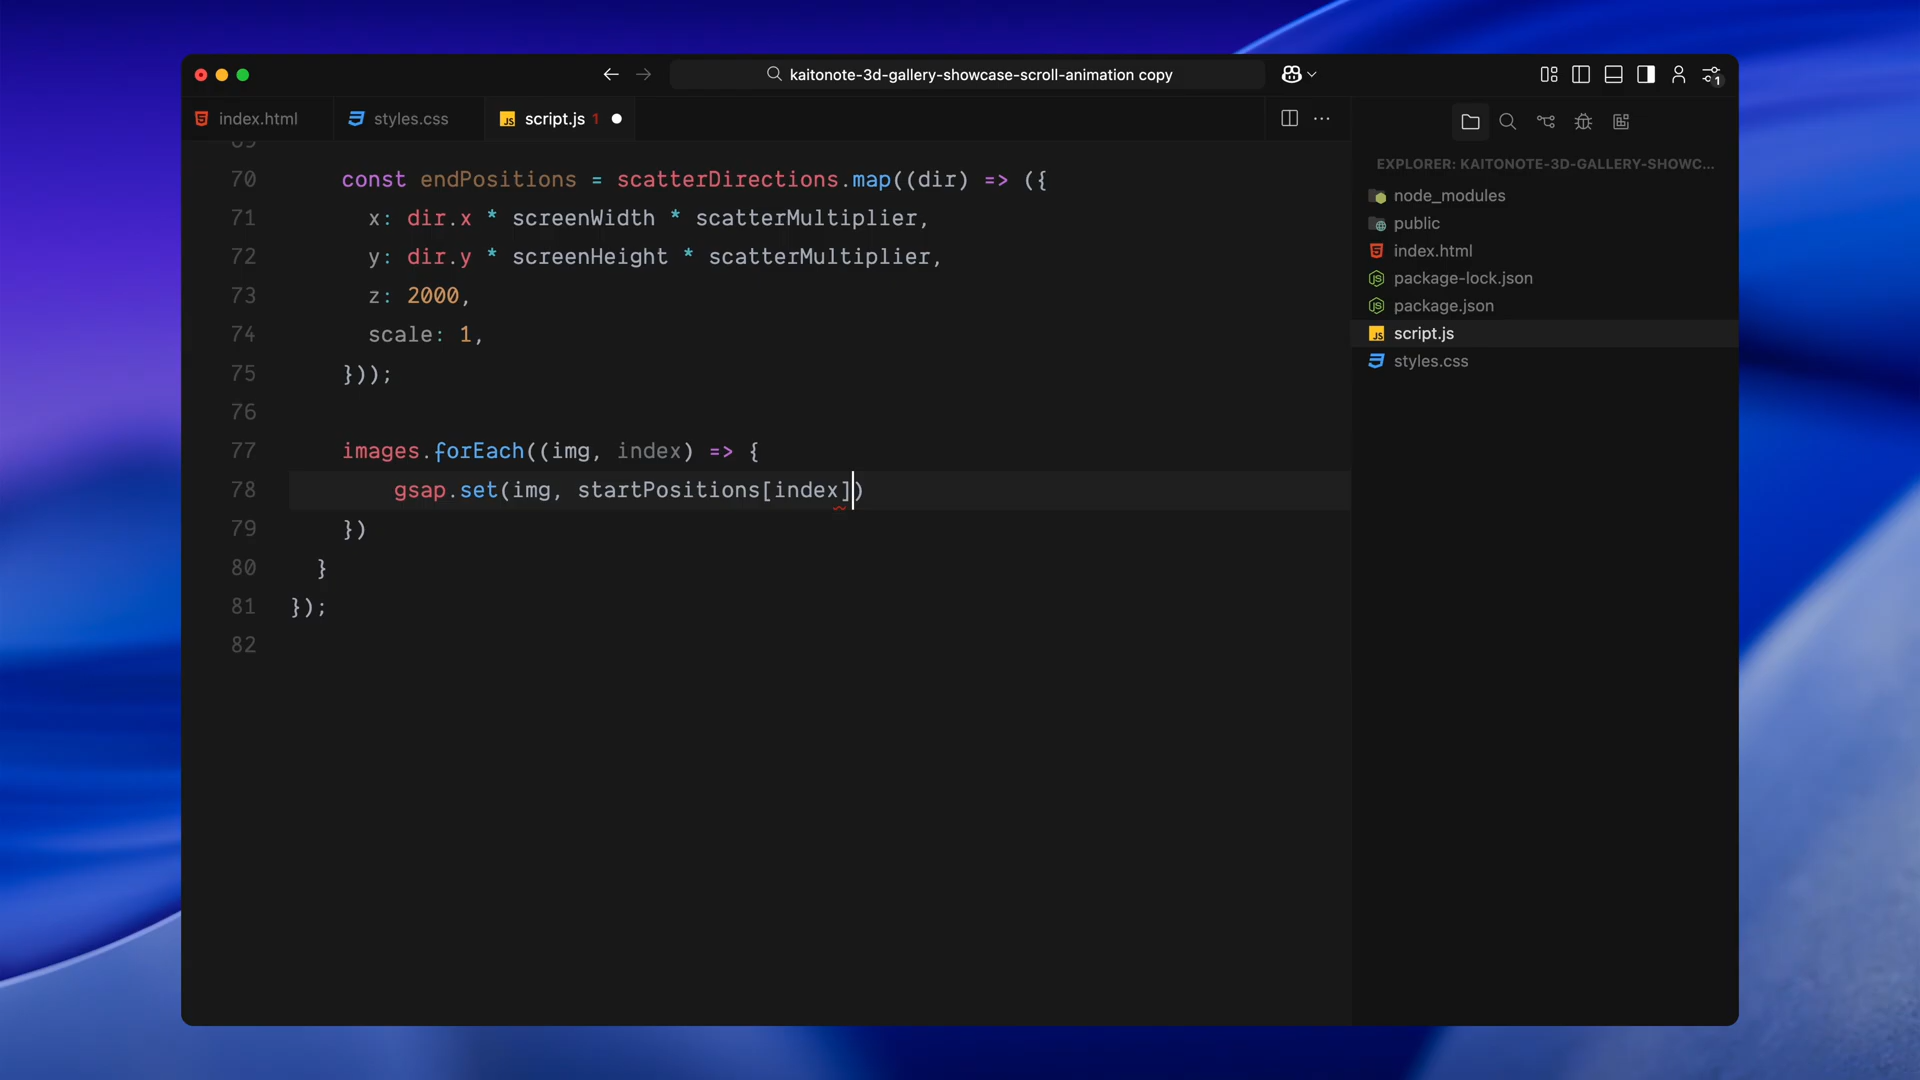 kaitonote-3d-gallery-showcase-scroll-animation copy
1
index.html
styles.css
script.js 1
69
70 const endPositions = scatterDirections.map((dir) => ({
71 x: dir.x * screenWidth * scatterMultiplier,
72 y: dir.y * screenHeight * scatterMultiplier,
73 z: 2000,
74 scale: 1,
75 }));
76
77 images.forEach((img, index) => {
78 gsap.set(img, startPositions[index])
79 })
80 }
81 });
82
EXPLORER: KAITONOTE-3D-GALLERY-SHOWC...
node_modules
public
index.html
package-lock.json
package.json
script.js
styles.css